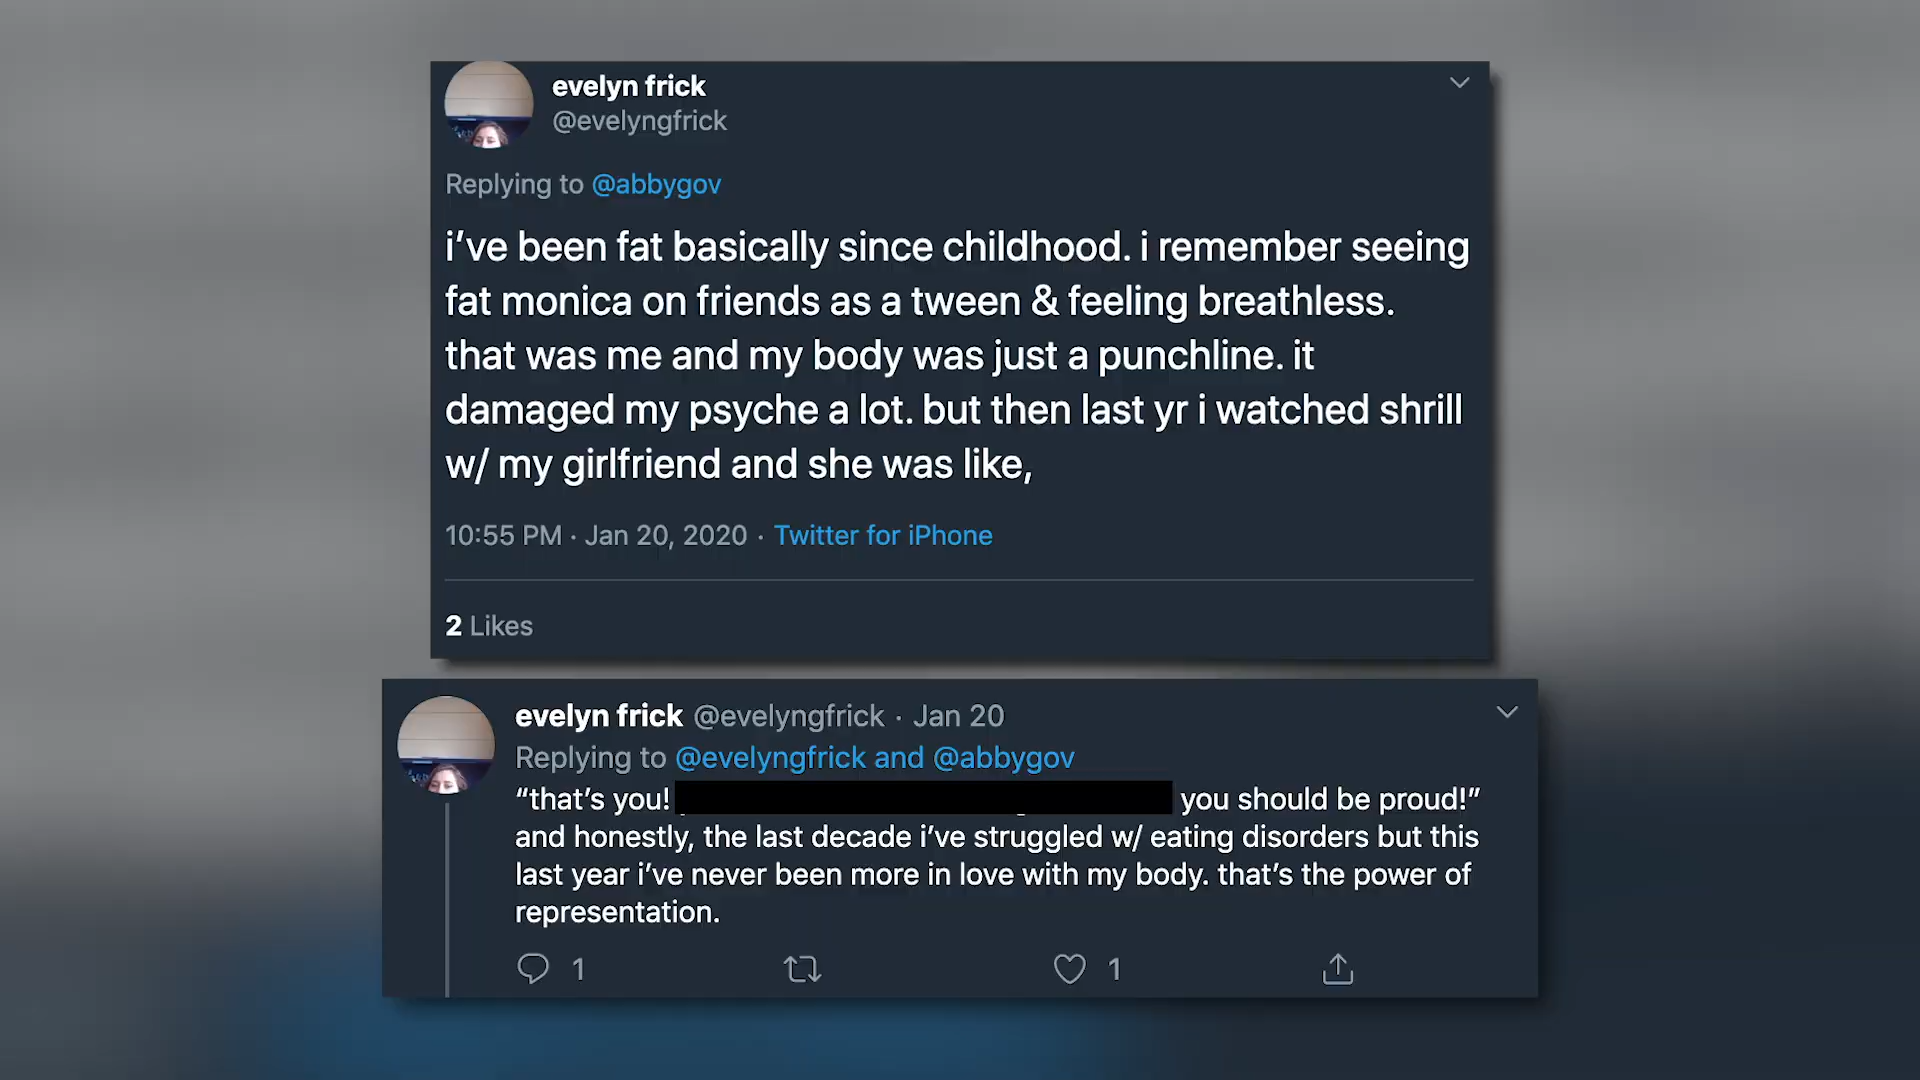 evelyn frick
@evelyngfrick
Replying to @abbygov
i’ve been fat basically since childhood. i remember seeing
fat monica on friends as a tween & feeling breathless.
that was me and my body was just a punchline. it
damaged my psyche a lot. but then last yr i watched shrill
w/ my girlfriend and she was like,
10:55 PM · Jan 20, 2020 · Twitter for iPhone
2 Likes
evelyn frick @evelyngfrick · Jan 20
Replying to @evelyngfrick and @abbygov
“that’s you! you should be proud!”
and honestly, the last decade i’ve struggled w/ eating disorders but this
last year i’ve never been more in love with my body. that’s the power of
representation.
1 1